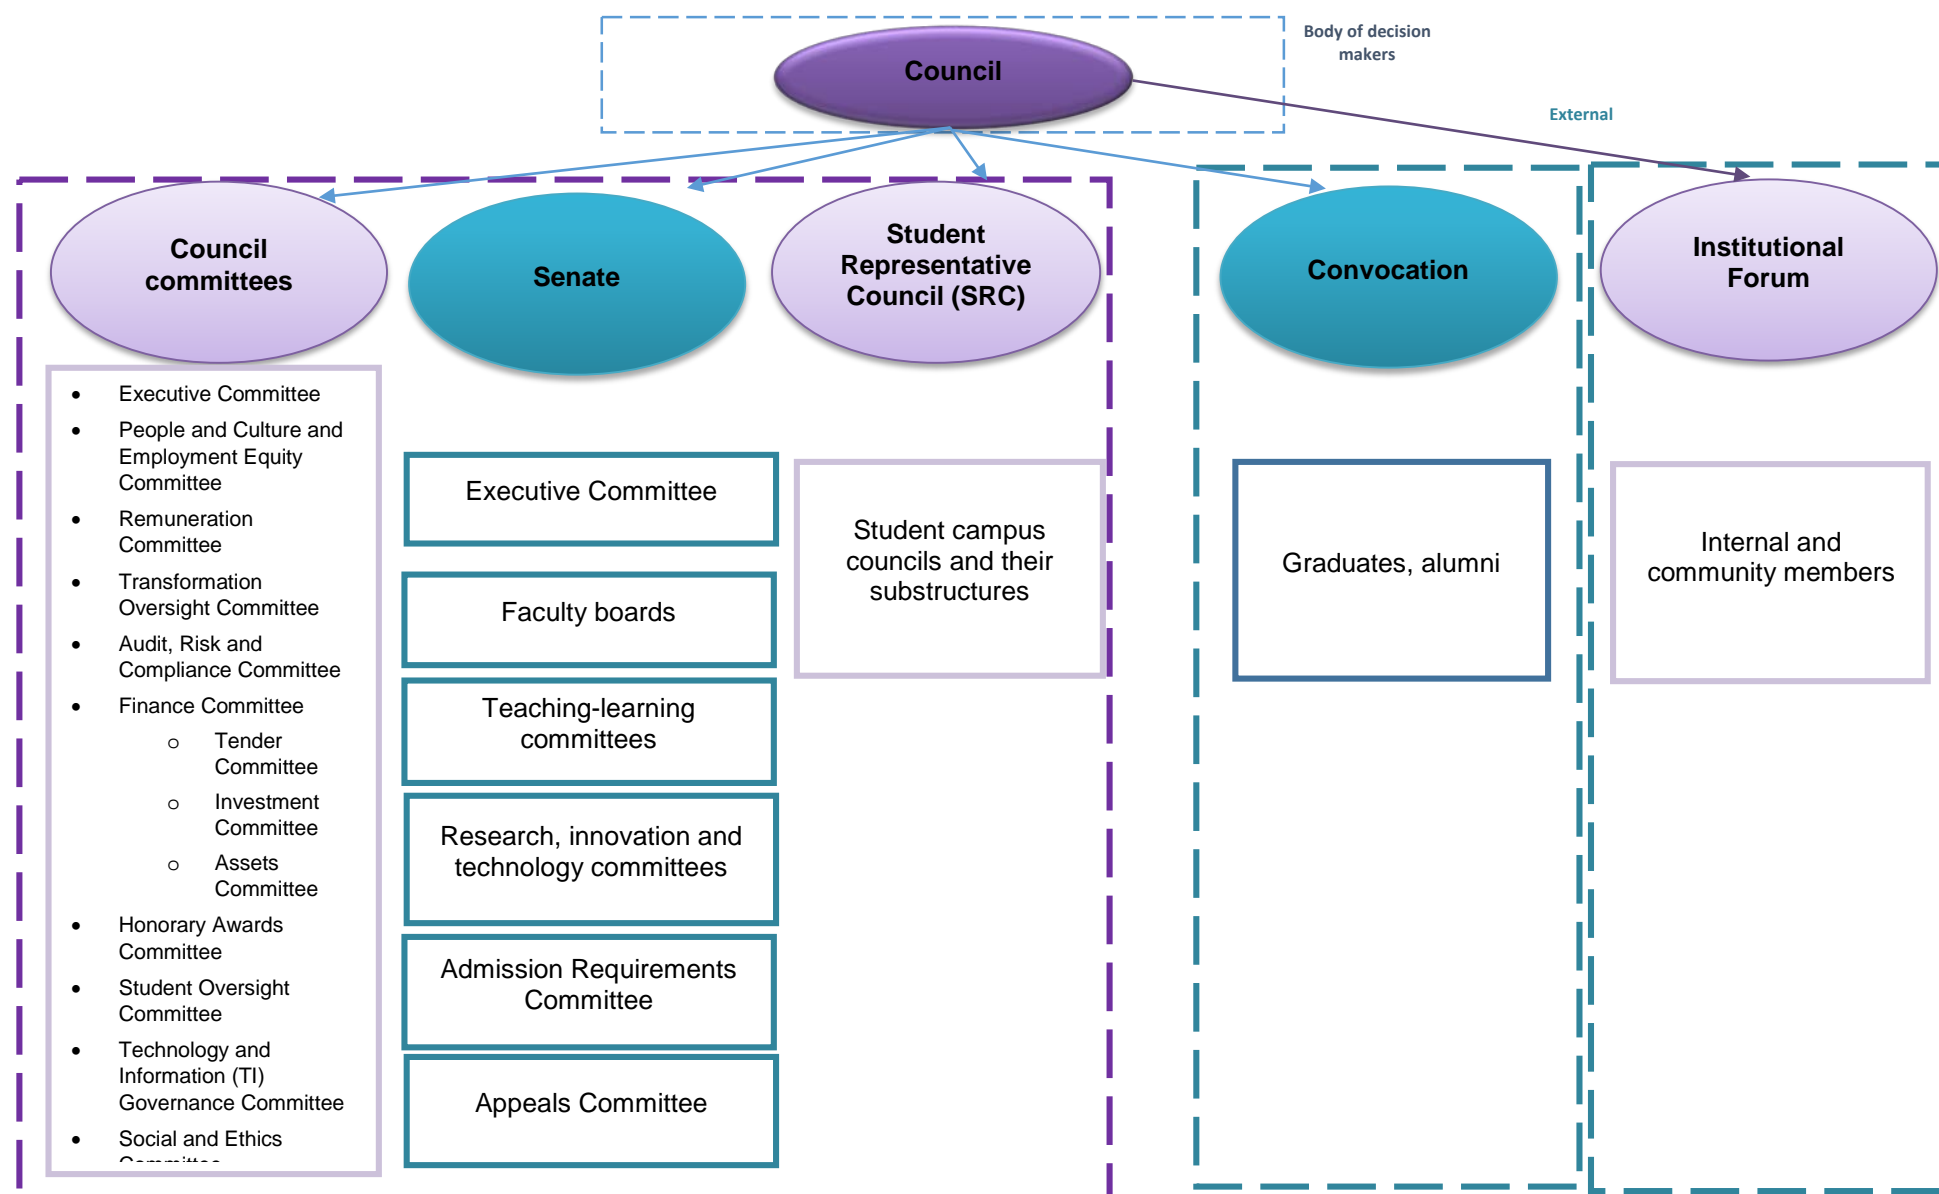 Body of decision
makers
Council
External
Council
committees
Senate
Student
Representative
Council (SRC)
Convocation
Institutional
Forum
• Executive Committee
• People and Culture and
Employment Equity
Committee
• Remuneration
Committee
• Transformation
Oversight Committee
• Audit, Risk and
Compliance Committee
• Finance Committee
o Tender
Committee
o Investment
Committee
o Assets
Committee
• Honorary Awards
Committee
• Student Oversight
Committee
• Technology and
Information (TI)
Governance Committee
• Social and Ethics
Committee
Executive Committee
Faculty boards
Teaching-learning
committees
Research, innovation and
technology committees
Admission Requirements
Committee
Appeals Committee
Student campus
councils and their
substructures
Graduates, alumni
Internal and
community members